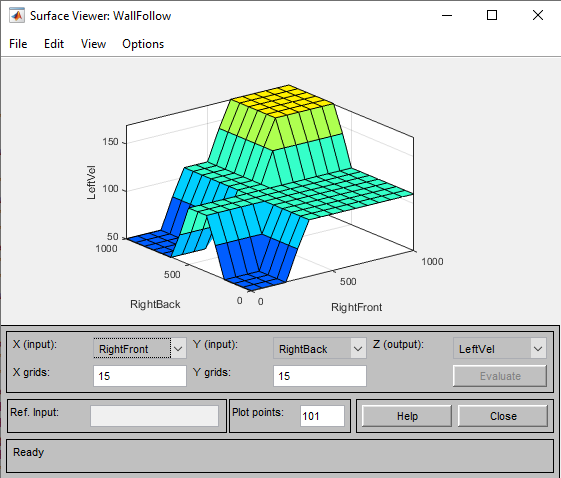 Surface Viewer: WallFollow
File Edit View Options
LeftVel
150
100
50
1000
500
0
RightBack
0
500
1000
RightFront
X (input): RightFront Y (input): RightBack Z (output): LeftVel
X grids: 15 Y grids: 15 Evaluate
Ref. Input: Plot points: 101 Help Close
Ready